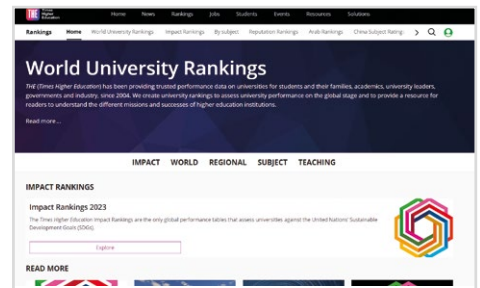 THE Times Higher Education
Home News Rankings Jobs Students Events Resources Solutions
Rankings Home World University Rankings Impact Rankings By subject Reputation Rankings Arab Rankings China Subject Rating
World University Rankings
THE (Times Higher Education) has been providing trusted performance data on universities for students and their families, academics, university leaders,
governments and industry, since 2004. We create university rankings to assess university performance on the global stage and to provide a resource for
readers to understand the different missions and successes of higher education institutions.
Read more...
IMPACT WORLD REGIONAL SUBJECT TEACHING
IMPACT RANKINGS
Impact Rankings 2023
The Times Higher Education Impact Rankings are the only global performance tables that assess universities against the United Nations' Sustainable
Development Goals (SDGs).
Explore
READ MORE